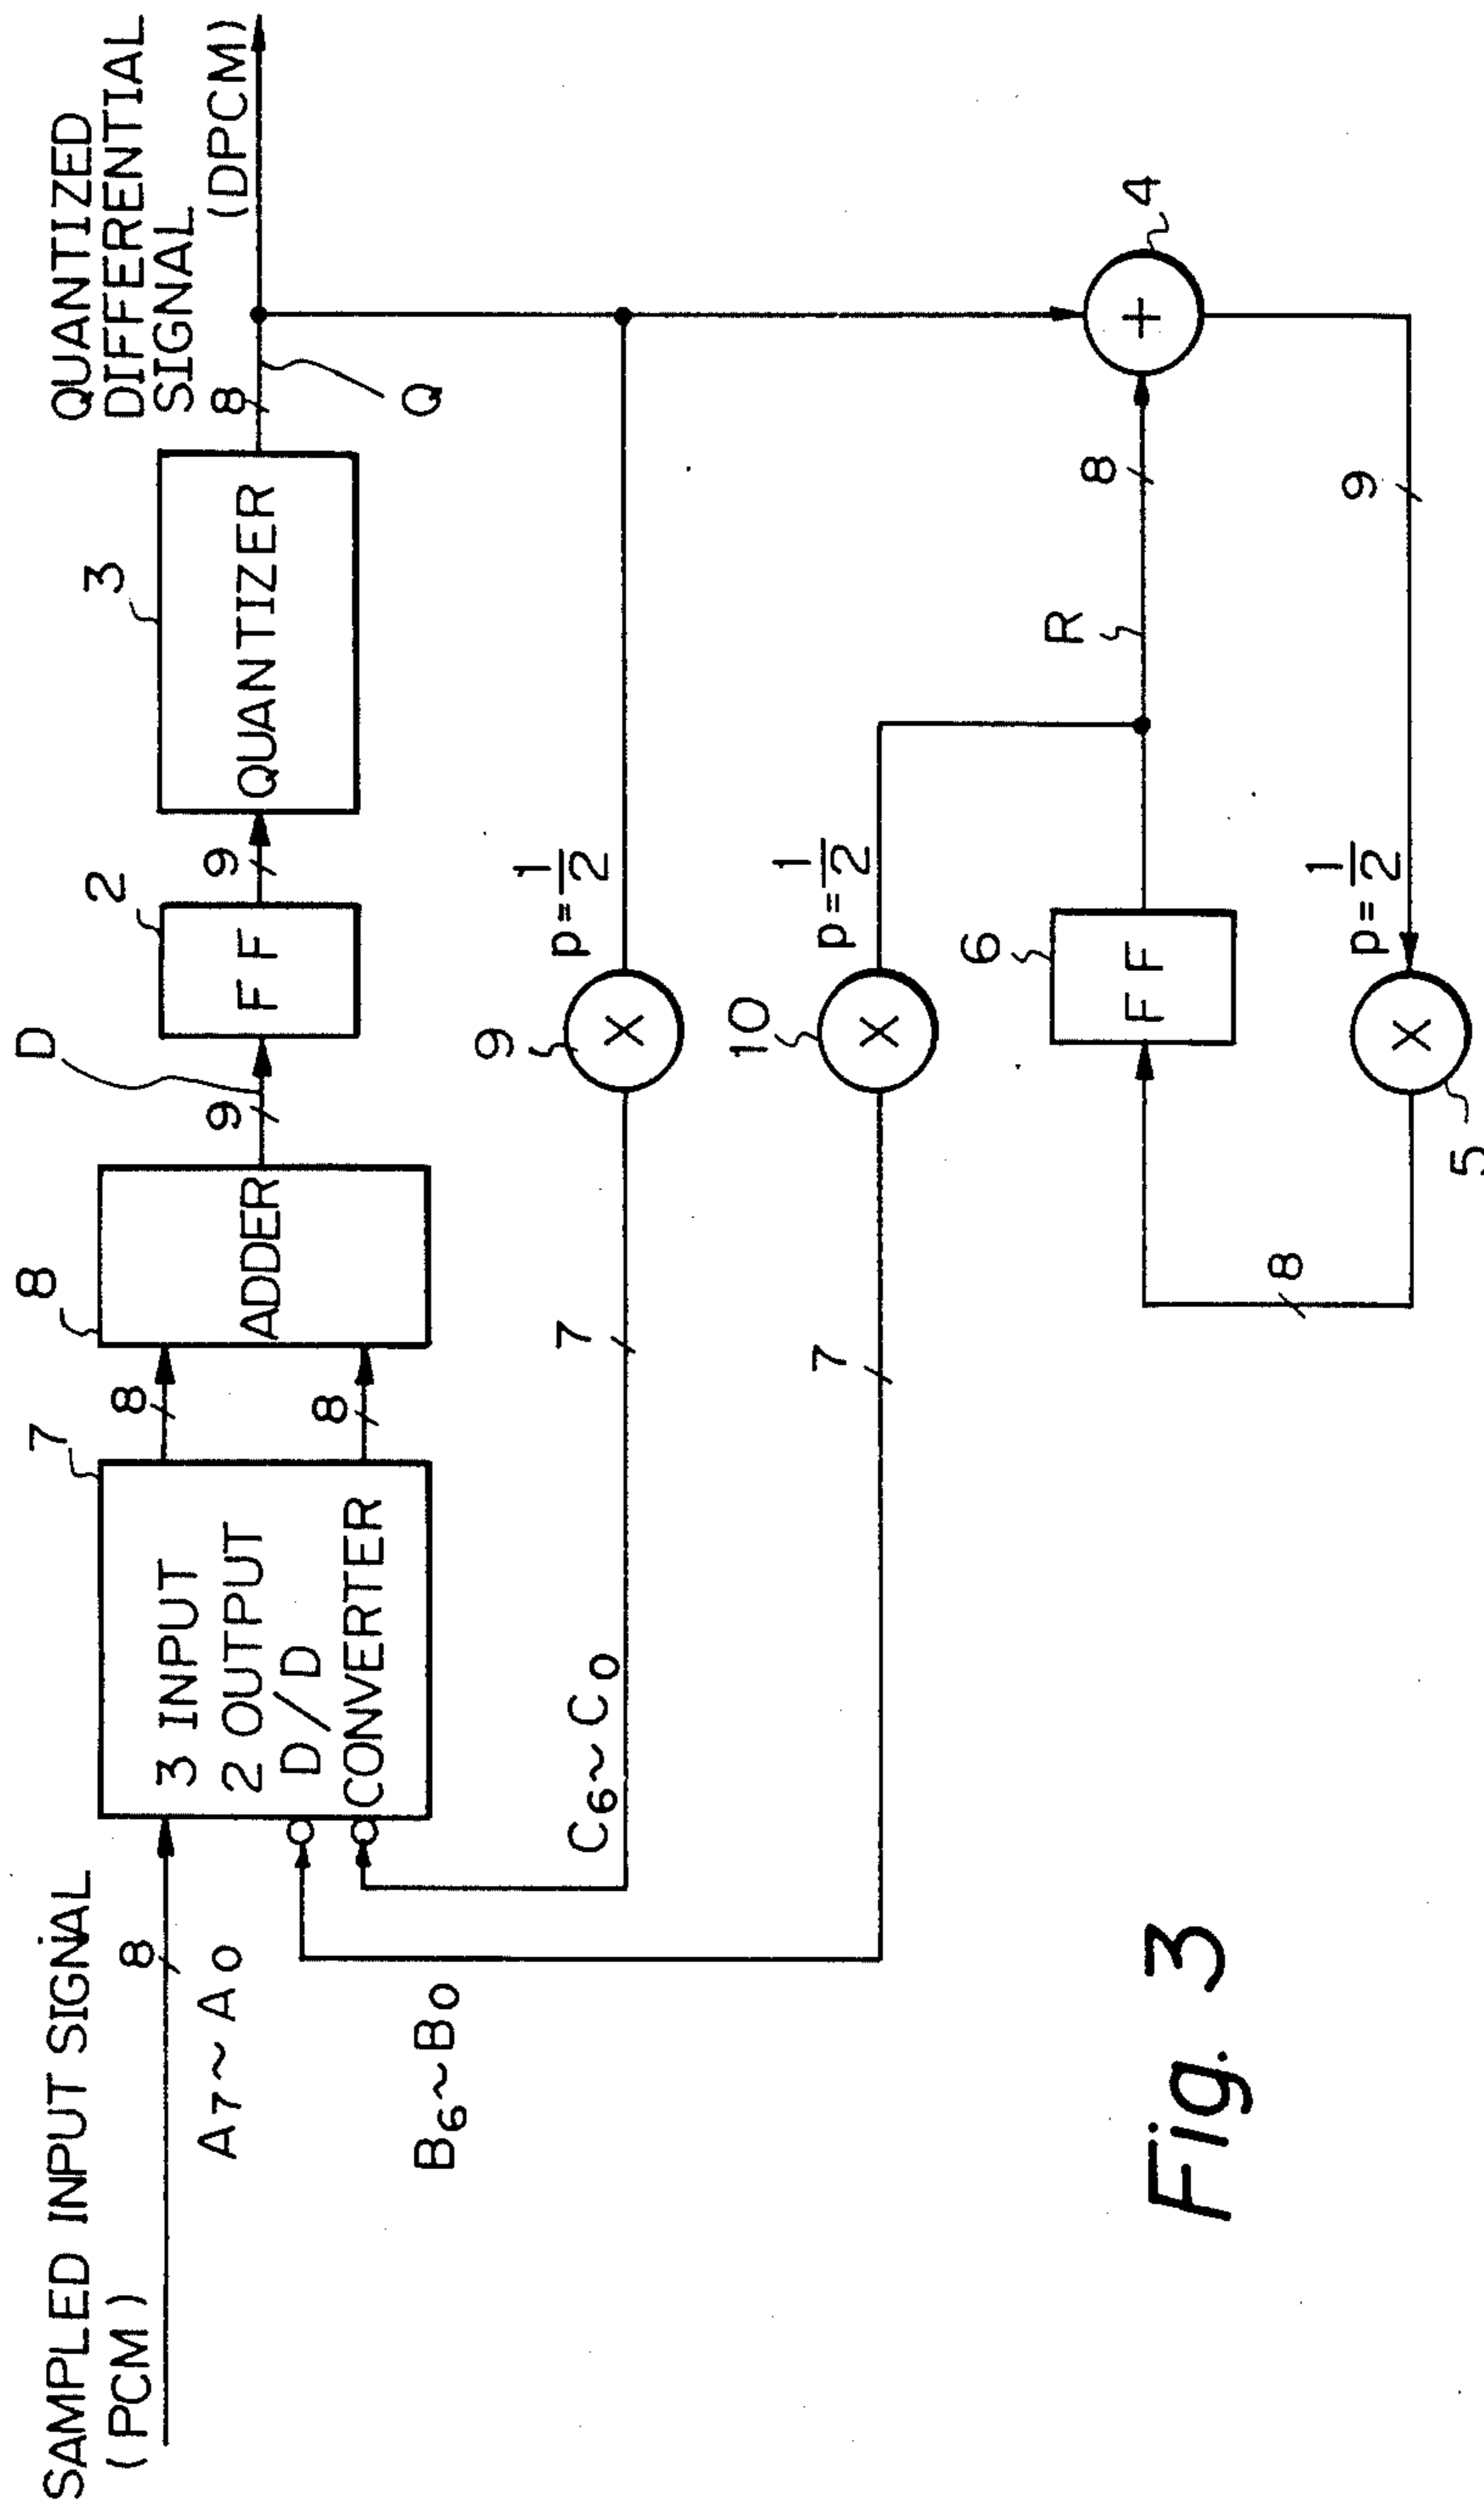 SAMPLED INPUT SIGNAL
(PCM)
8
A7~A0
B6~B0
C6~C0
7
3 INPUT
2 OUTPUT
D/D
CONVERTER
8
8
8
ADDER
D
9
2
FF
9
3
QUANTIZER
8
Q
QUANTIZED
DIFFERENTIAL
SIGNAL
(DPCM)
7
9
p=1/2
×
7
10
p=1/2
×
6
FF
R
8
4
+
9
p=1/2
×
5
8
Fig. 3